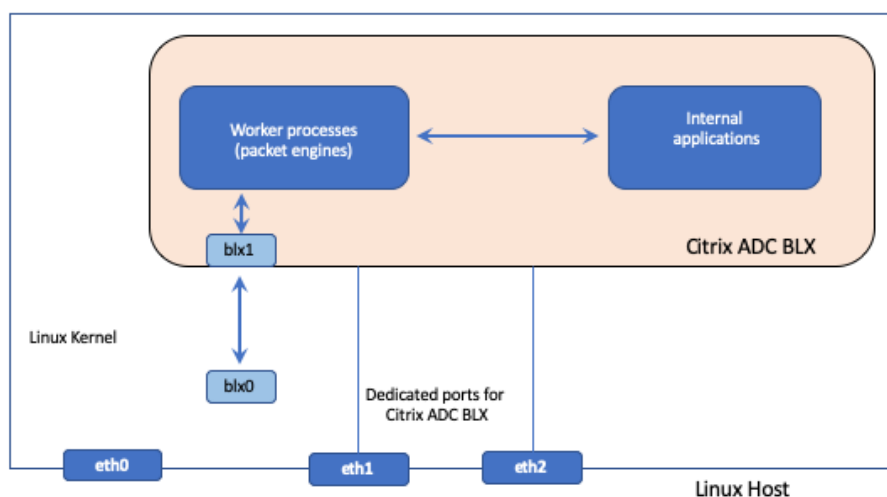 Worker processes
(packet engines)
Internal
applications
blx1
Citrix ADC BLX
Linux Kernel
blx0
Dedicated ports for
Citrix ADC BLX
eth0
eth1
eth2
Linux Host